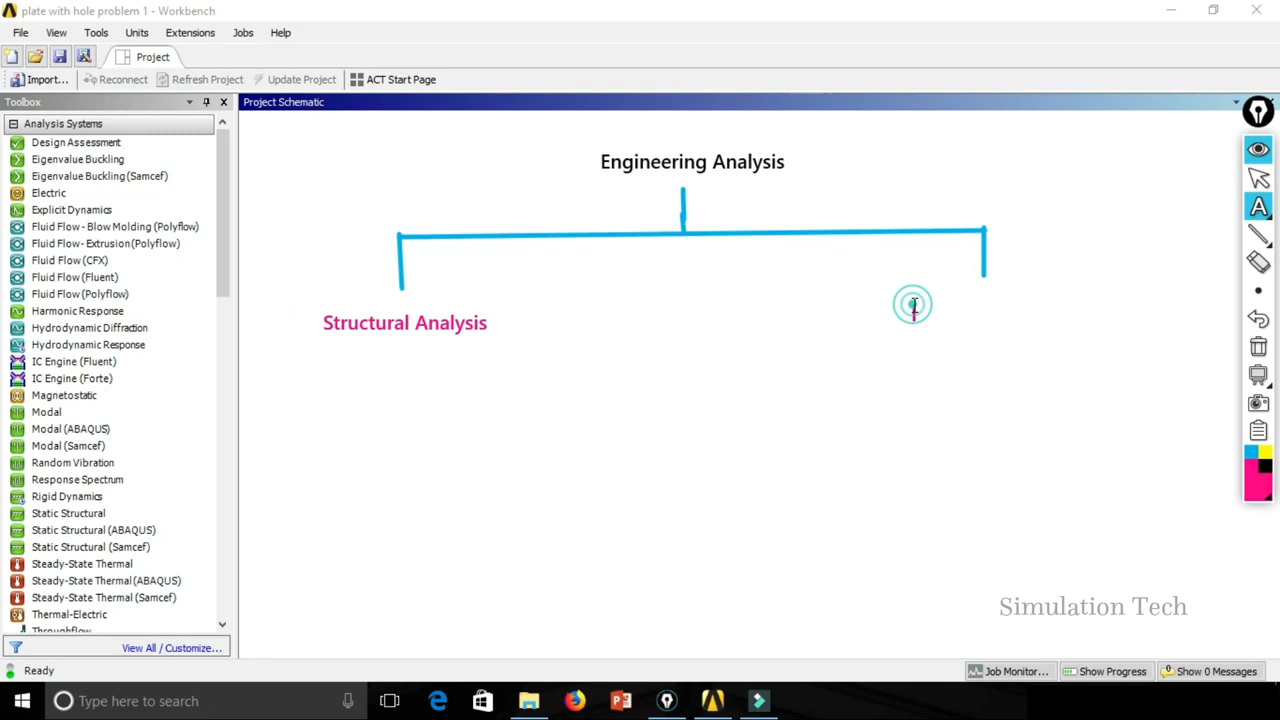 plate with hole problem 1 - Workbench
File View Tools Units Extensions Jobs Help
Project
Import... Reconnect Refresh Project Update Project ACT Start Page
Toolbox
Project Schematic
Analysis Systems
Design Assessment
Eigenvalue Buckling
Eigenvalue Buckling (Samcef)
Electric
Explicit Dynamics
Fluid Flow - Blow Molding (Polyflow)
Fluid Flow- Extrusion (Polyflow)
Fluid Flow (CFX)
Fluid Flow (Fluent)
Fluid Flow (Polyflow)
Harmonic Response
Hydrodynamic Diffraction
Hydrodynamic Response
IC Engine (Fluent)
IC Engine (Forte)
Magnetostatic
Modal
Modal (ABAQUS)
Modal (Samcef)
Random Vibration
Response Spectrum
Rigid Dynamics
Static Structural
Static Structural (ABAQUS)
Static Structural (Samcef)
Steady-State Thermal
Steady-State Thermal (ABAQUS)
Steady-State Thermal (Samcef)
Thermal-Electric
Throughflow
View All / Customize...
Engineering Analysis
Structural Analysis
A
Simulation Tech
Ready
Job Monitor... Show Progress Show 0 Messages
Type here to search